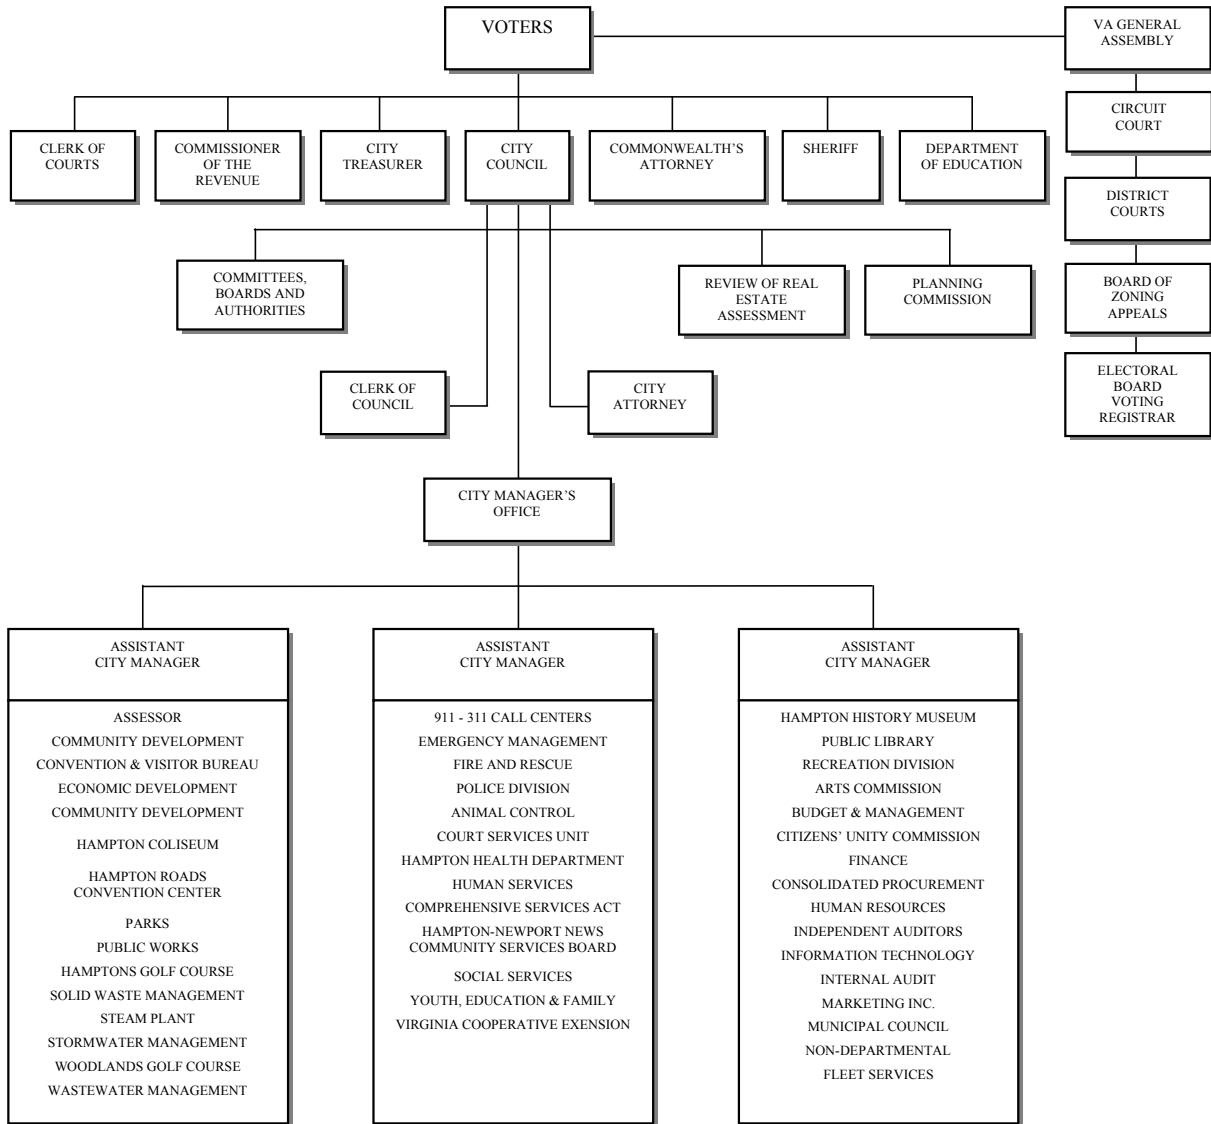 VOTERS
VA GENERAL
ASSEMBLY
CIRCUIT
COURT
CLERK OF
COURTS
COMMISSIONER
OF THE
REVENUE
CITY
TREASURER
CITY
COUNCIL
COMMONWEALTH'S
ATTORNEY
SHERIFF
DEPARTMENT
OF EDUCATION
DISTRICT
COURTS
COMMITTEES,
BOARDS AND
AUTHORITIES
REVIEW OF REAL
ESTATE
ASSESSMENT
PLANNING
COMMISSION
BOARD OF
ZONING
APPEALS
CLERK OF
COUNCIL
CITY
ATTORNEY
ELECTORAL
BOARD
VOTING
REGISTRAR
CITY MANAGER'S
OFFICE
ASSISTANT
CITY MANAGER
ASSESSOR
COMMUNITY DEVELOPMENT
CONVENTION & VISITOR BUREAU
ECONOMIC DEVELOPMENT
COMMUNITY DEVELOPMENT
HAMPTON COLISEUM
HAMPTON ROADS
CONVENTION CENTER
PARKS
PUBLIC WORKS
HAMPTONS GOLF COURSE
SOLID WASTE MANAGEMENT
STEAM PLANT
STORMWATER MANAGEMENT
WOODLANDS GOLF COURSE
WASTEWATER MANAGEMENT
ASSISTANT
CITY MANAGER
911 - 311 CALL CENTERS
EMERGENCY MANAGEMENT
FIRE AND RESCUE
POLICE DIVISION
ANIMAL CONTROL
COURT SERVICES UNIT
HAMPTON HEALTH DEPARTMENT
HUMAN SERVICES
COMPREHENSIVE SERVICES ACT
HAMPTON-NEWPORT NEWS
COMMUNITY SERVICES BOARD
SOCIAL SERVICES
YOUTH, EDUCATION & FAMILY
VIRGINIA COOPERATIVE EXENSION
ASSISTANT
CITY MANAGER
HAMPTON HISTORY MUSEUM
PUBLIC LIBRARY
RECREATION DIVISION
ARTS COMMISSION
BUDGET & MANAGEMENT
CITIZENS' UNITY COMMISSION
FINANCE
CONSOLIDATED PROCUREMENT
HUMAN RESOURCES
INDEPENDENT AUDITORS
INFORMATION TECHNOLOGY
INTERNAL AUDIT
MARKETING INC.
MUNICIPAL COUNCIL
NON-DEPARTMENTAL
FLEET SERVICES